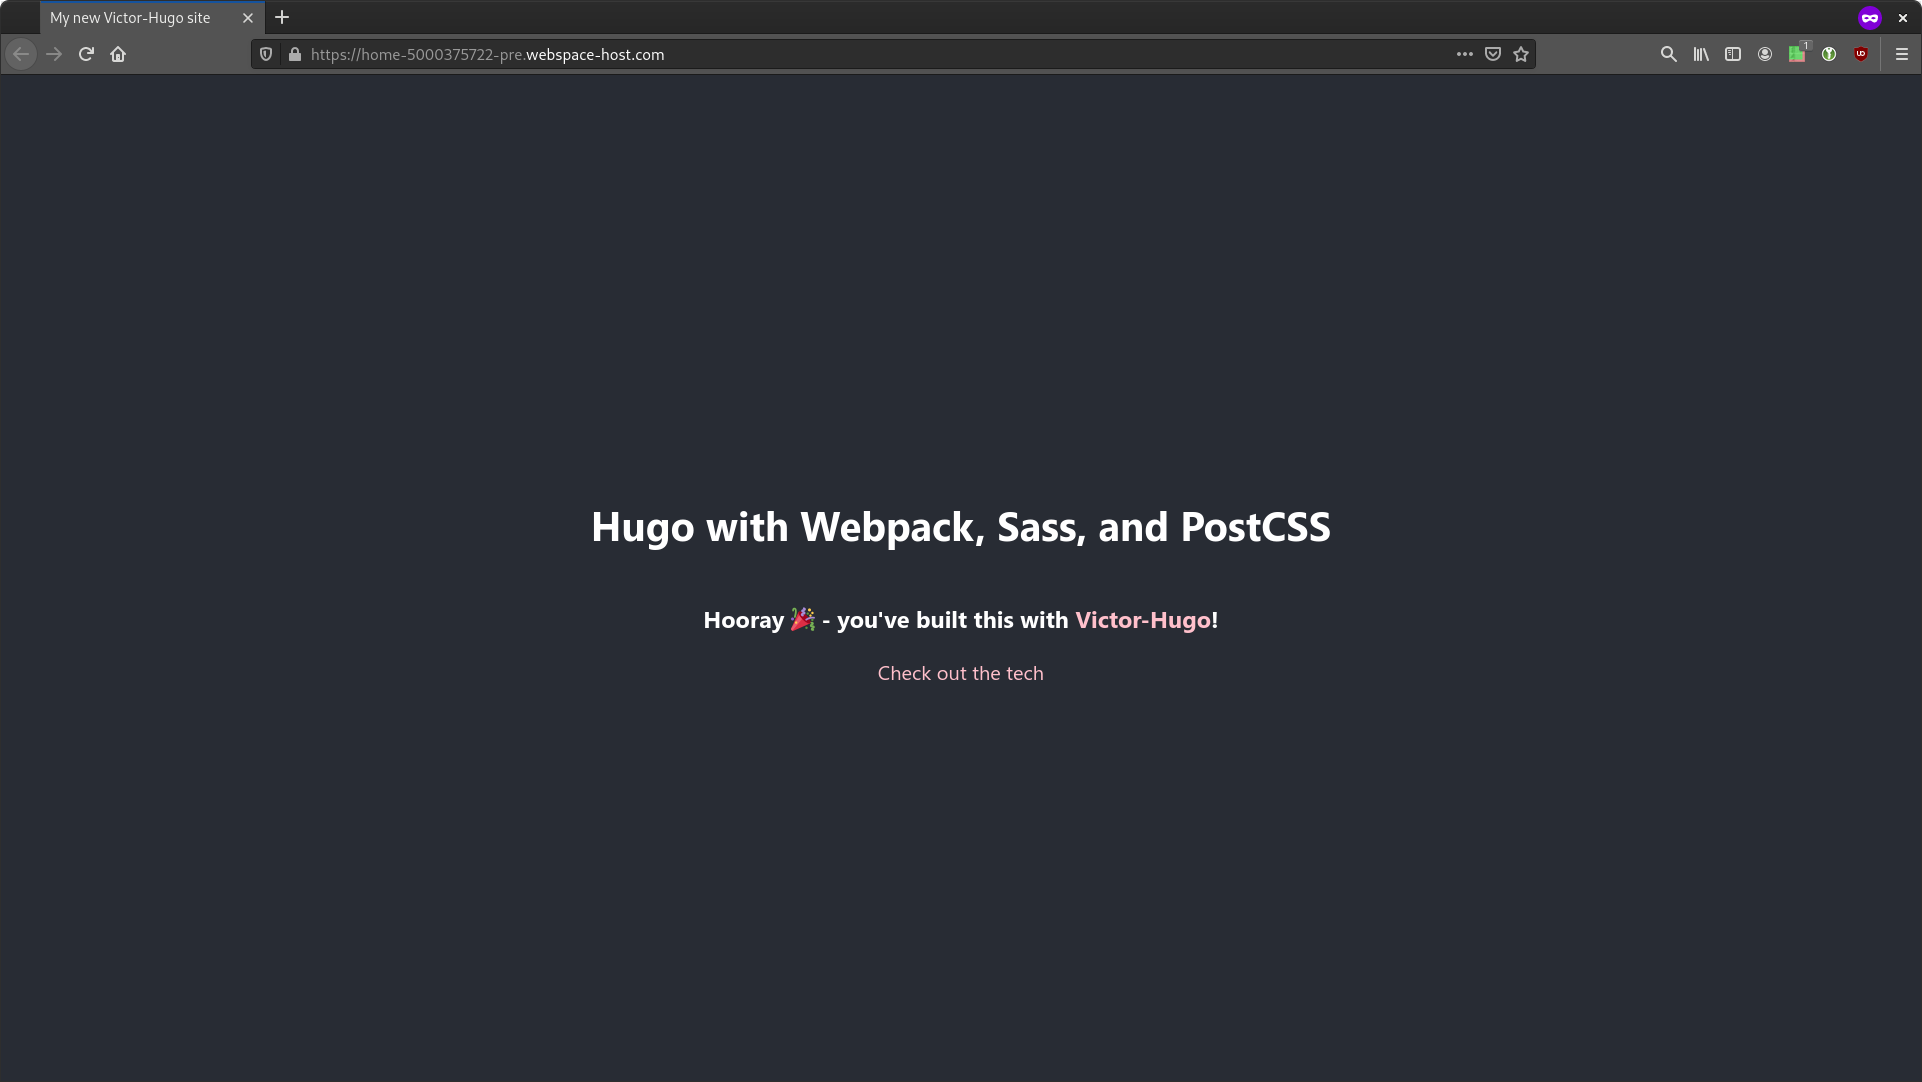 My new Victor-Hugo site
https://home-5000375722-pre.webspace-host.com
1
Hugo with Webpack, Sass, and PostCSS
Hooray 🎉 - you've built this with Victor-Hugo!
Check out the tech